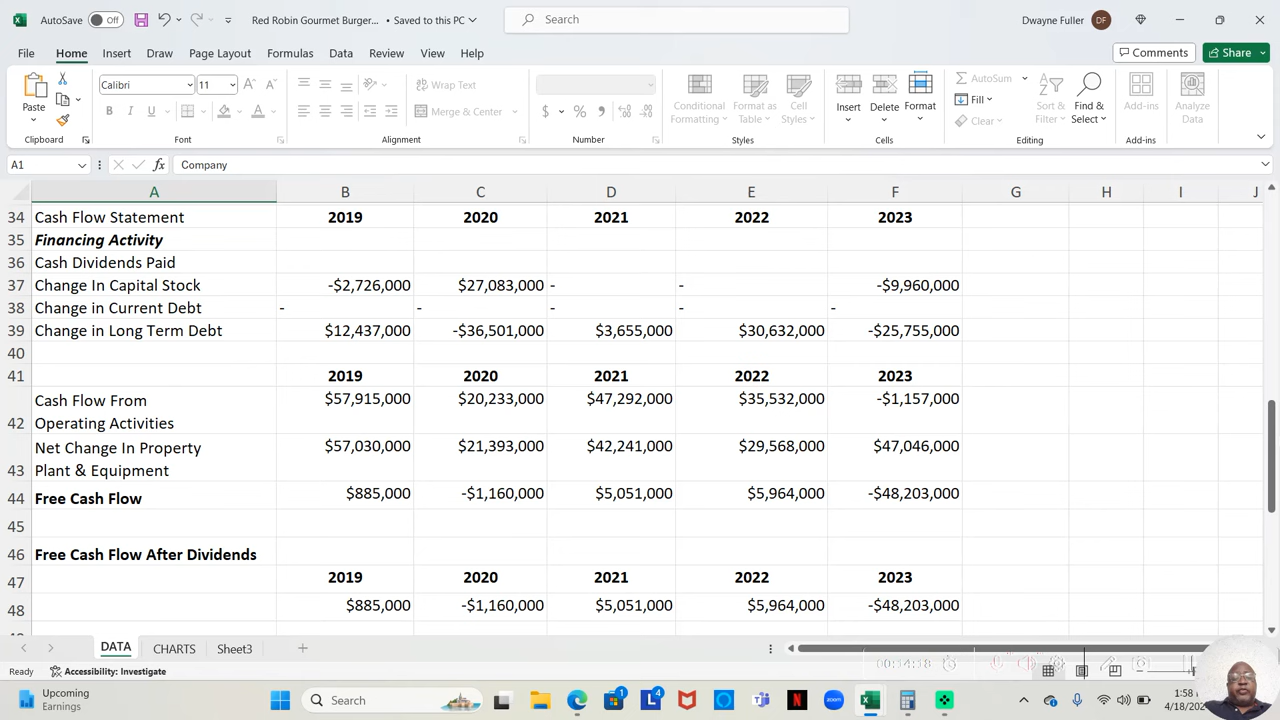 AutoSave Off Red Robin Gourmet Burger... • Saved to this PC Search Dwayne Fuller DF
File Home Insert Draw Page Layout Formulas Data Review View Help Comments Share
Paste Calibri 11 A A Wrap Text Conditional Formatting Format as Table Cell Styles Insert Delete Format AutoSum Sort & Filter Find & Select Add-ins Analyze Data
B I U A Merge & Center $ % Fill
Clear
Clipboard Font Alignment Number Styles Cells Editing Add-ins
A1 fx Company
A B C D E F G H I J
34 Cash Flow Statement 2019 2020 2021 2022 2023
35 Financing Activity
36 Cash Dividends Paid
37 Change In Capital Stock -$2,726,000 $27,083,000 - - -$9,960,000
38 Change in Current Debt - - - - -
39 Change in Long Term Debt $12,437,000 -$36,501,000 $3,655,000 $30,632,000 -$25,755,000
40
41 2019 2020 2021 2022 2023
Cash Flow From $57,915,000 $20,233,000 $47,292,000 $35,532,000 -$1,157,000
42 Operating Activities
Net Change In Property $57,030,000 $21,393,000 $42,241,000 $29,568,000 $47,046,000
43 Plant & Equipment
44 Free Cash Flow $885,000 -$1,160,000 $5,051,000 $5,964,000 -$48,203,000
45
46 Free Cash Flow After Dividends
47 2019 2020 2021 2022 2023
48 $885,000 -$1,160,000 $5,051,000 $5,964,000 -$48,203,000
DATA CHARTS Sheet3
Ready Accessibility: Investigate 00:14:18
Upcoming
Earnings
Search 1 4 1:58
4/18/202